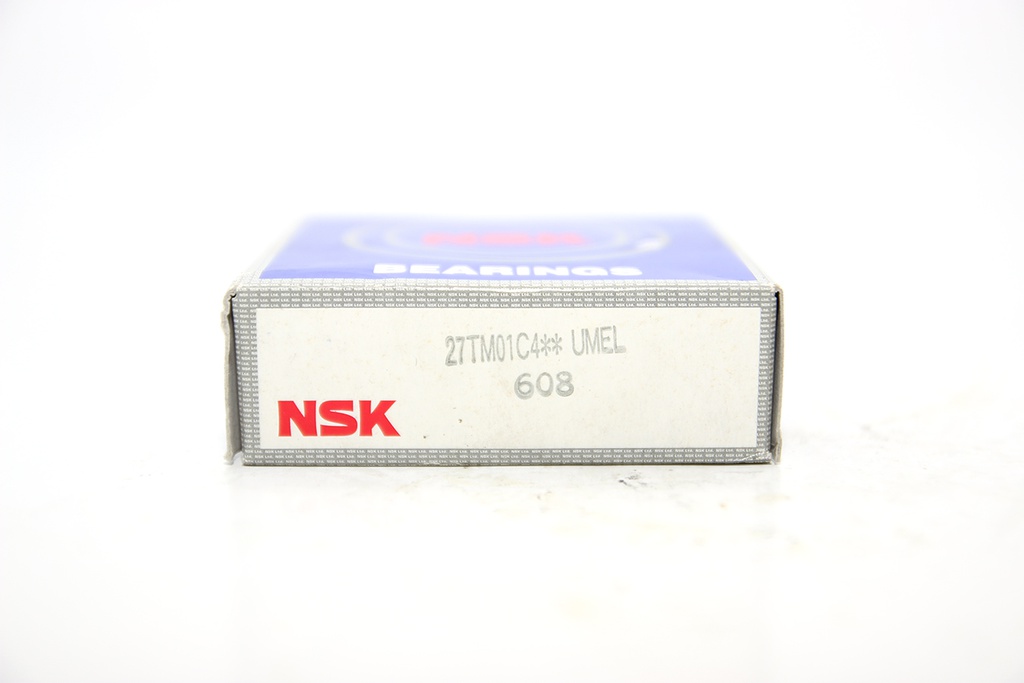 NSK
BEARINGS
27TM01C4** UMEL
608
NSK